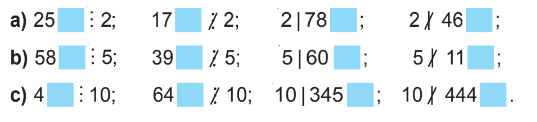 a) 25□ ⋮ 2; 17□ ⋮̸ 2; 2 | 78□; 2 ∤ 46□;
b) 58□ ⋮ 5; 39□ ⋮̸ 5; 5 | 60□; 5 ∤ 11□;
c) 4□ ⋮ 10; 64□ ⋮̸ 10; 10 | 345□; 10 ∤ 444□.